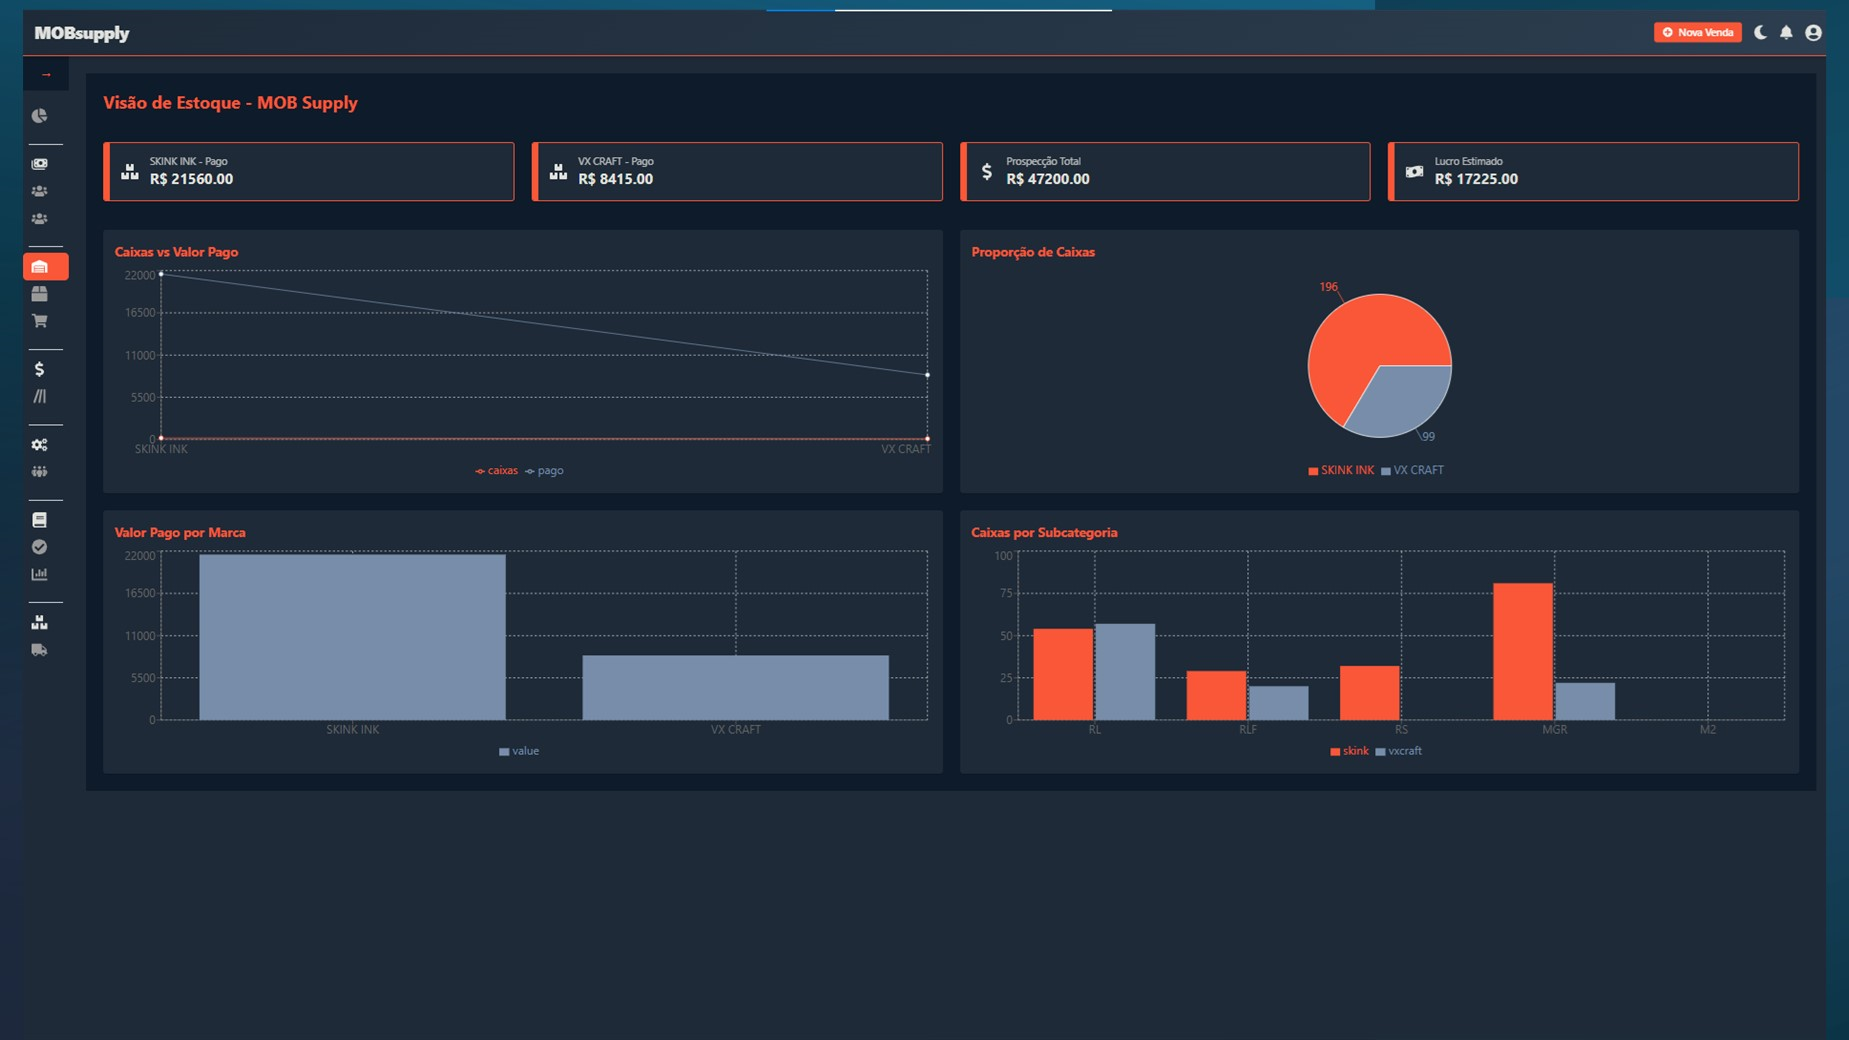 MOBsupply
Nova Venda
→
Visão de Estoque - MOB Supply
SKINK INK - Pago
R$ 21560.00
VX CRAFT - Pago
R$ 8415.00
Prospecção Total
R$ 47200.00
Lucro Estimado
R$ 17225.00
Caixas vs Valor Pago
22000
16500
11000
5500
0
SKINK INK
VX CRAFT
caixas
pago
Proporção de Caixas
196
99
SKINK INK
VX CRAFT
Valor Pago por Marca
22000
16500
11000
5500
0
SKINK INK
VX CRAFT
value
Caixas por Subcategoria
100
75
50
25
0
RL
RLF
RS
MGR
M2
skink
vxcraft